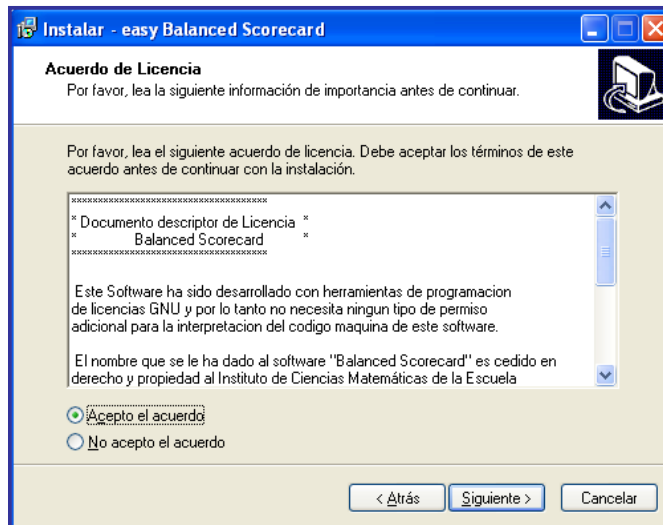 Instalar - easy Balanced Scorecard
Acuerdo de Licencia
Por favor, lea la siguiente información de importancia antes de continuar.
Por favor, lea el siguiente acuerdo de licencia. Debe aceptar los términos de este
acuerdo antes de continuar con la instalación.
************************************
* Documento descriptor de Licencia *
* Balanced Scorecard *
************************************
Este Software ha sido desarrollado con herramientas de programacion
de licencias GNU y por lo tanto no necesita ningun tipo de permiso
adicional para la interpretacion del codigo maquina de este software.
El nombre que se le ha dado al software "Balanced Scorecard" es cedido en
derecho y propiedad al Instituto de Ciencias Matemáticas de la Escuela
Acepto el acuerdo
No acepto el acuerdo
< Atrás Siguiente > Cancelar